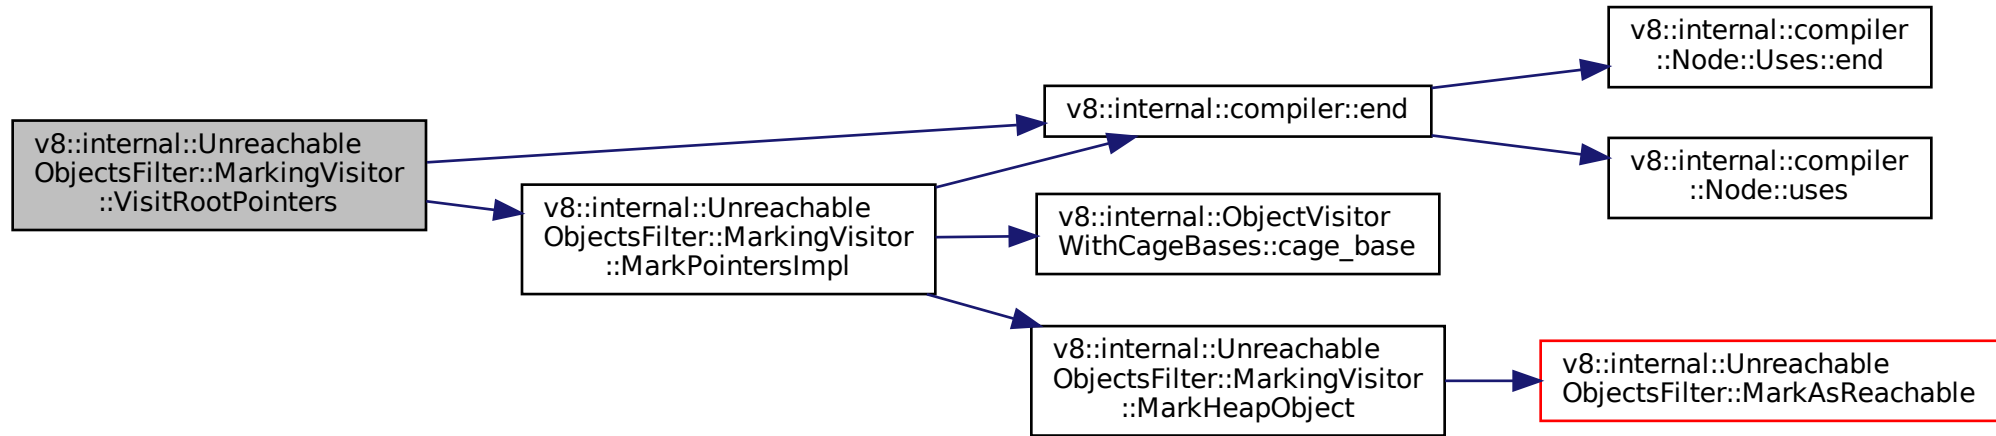 v8::internal::Unreachable
ObjectsFilter::MarkingVisitor
::VisitRootPointers
v8::internal::Unreachable
ObjectsFilter::MarkingVisitor
::MarkPointersImpl
v8::internal::compiler::end
v8::internal::ObjectVisitor
WithCageBases::cage_base
v8::internal::Unreachable
ObjectsFilter::MarkingVisitor
::MarkHeapObject
v8::internal::compiler
::Node::Uses::end
v8::internal::compiler
::Node::uses
v8::internal::Unreachable
ObjectsFilter::MarkAsReachable